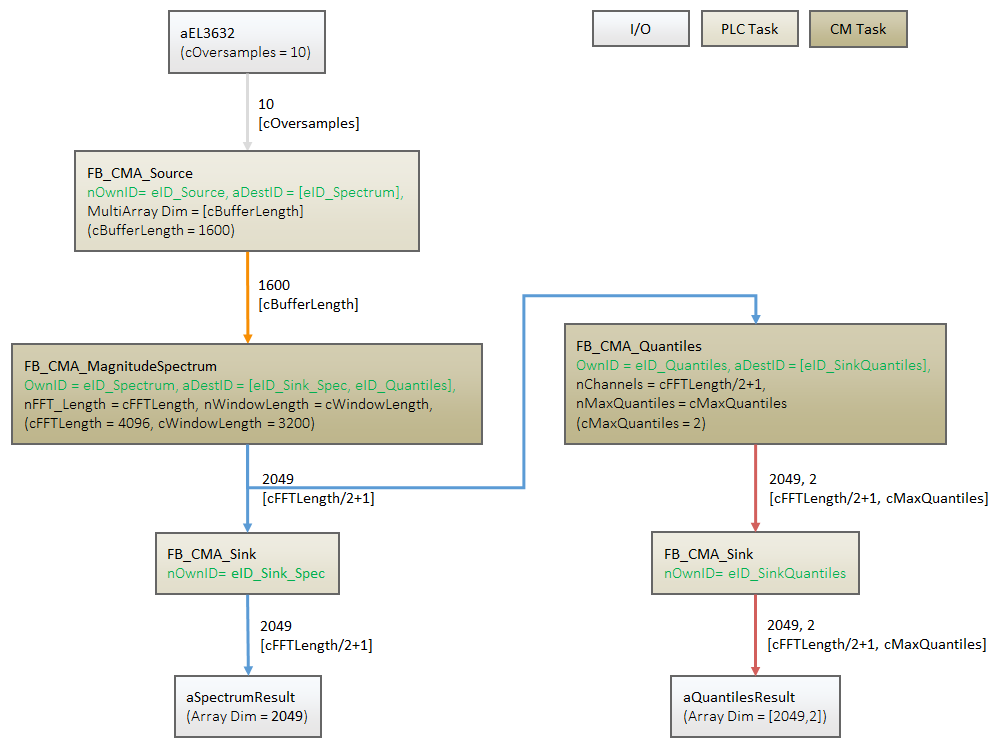 aEL3632
(cOversamples = 10)
I/O
PLC Task
CM Task
10
[cOversamples]
FB_CMA_Source
nOwnID= eID_Source, aDestID = [eID_Spectrum],
MultiArray Dim = [cBufferLength]
(cBufferLength = 1600)
1600
[cBufferLength]
FB_CMA_MagnitudeSpectrum
OwnID = eID_Spectrum, aDestID = [eID_Sink_Spec, eID_Quantiles],
nFFT_Length = cFFTLength, nWindowLength = cWindowLength,
(cFFTLength = 4096, cWindowLength = 3200)
FB_CMA_Quantiles
OwnID = eID_Quantiles, aDestID = [eID_SinkQuantiles],
nChannels = cFFTLength/2+1,
nMaxQuantiles = cMaxQuantiles
(cMaxQuantiles = 2)
2049
[cFFTLength/2+1]
2049, 2
[cFFTLength/2+1, cMaxQuantiles]
FB_CMA_Sink
nOwnID= eID_Sink_Spec
FB_CMA_Sink
nOwnID= eID_SinkQuantiles
2049
[cFFTLength/2+1]
2049, 2
[cFFTLength/2+1, cMaxQuantiles]
aSpectrumResult
(Array Dim = 2049)
aQuantilesResult
(Array Dim = [2049,2])